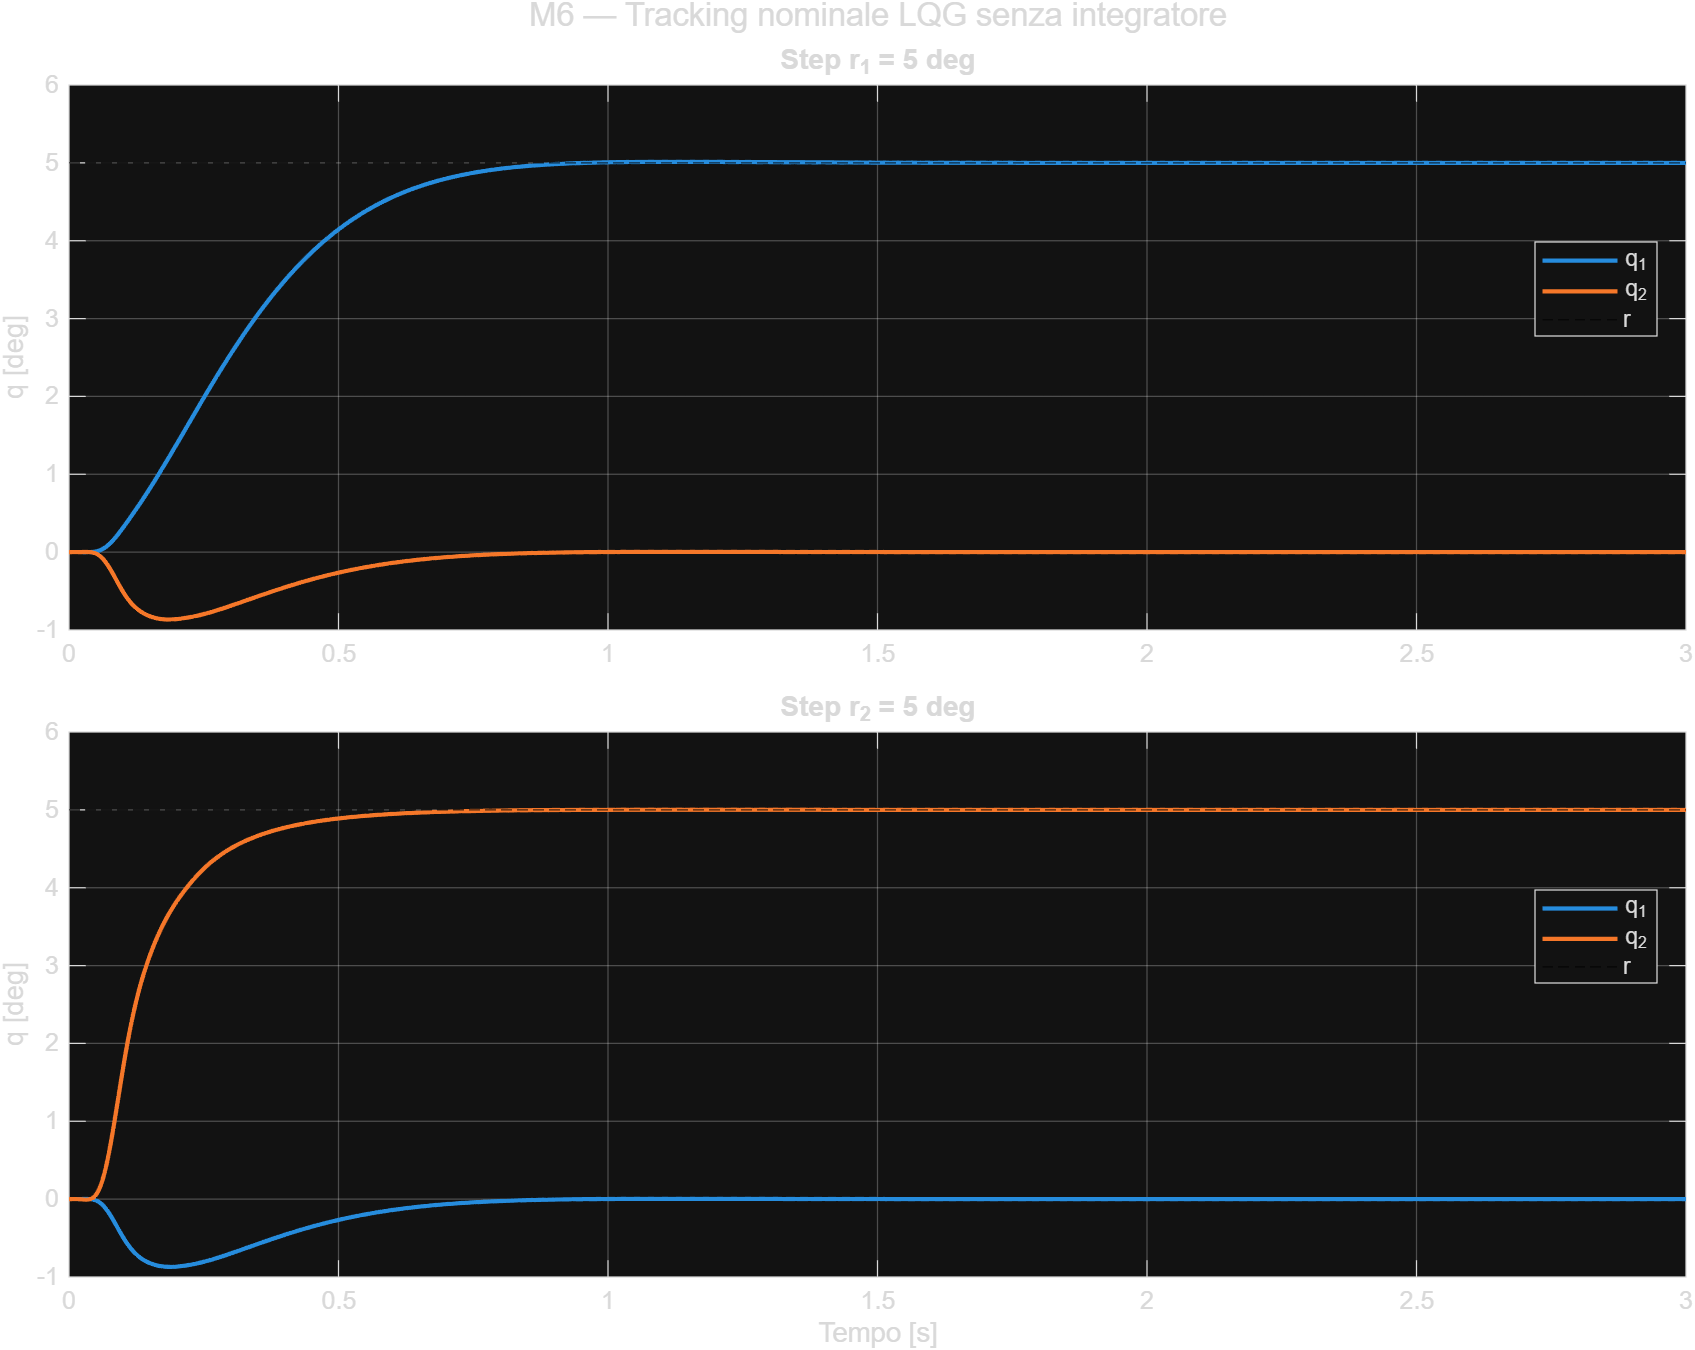 M6 — Tracking nominale LQG senza integratore
Step r₁ = 5 deg
6
5
4
3
2
1
0
-1
q [deg]
q₁
q₂
r
0 0.5 1 1.5 2 2.5 3
Step r₂ = 5 deg
6
5
4
3
2
1
0
-1
q [deg]
q₁
q₂
r
0 0.5 1 1.5 2 2.5 3
Tempo [s]